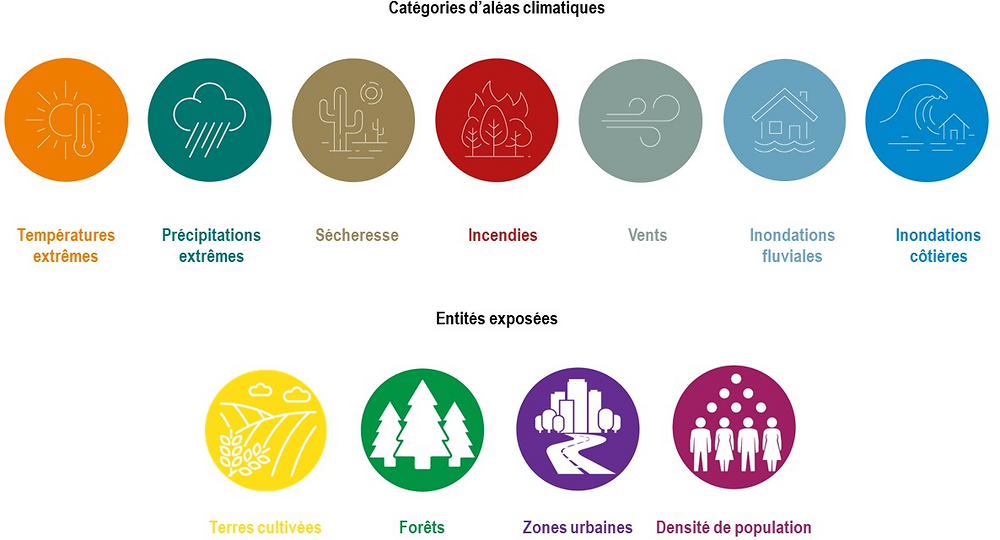 Catégories d'aléas climatiques
Températures extrêmes
Précipitations extrêmes
Sécheresse
Incendies
Vents
Inondations fluviales
Inondations côtières
Entités exposées
Terres cultivées
Forêts
Zones urbaines
Densité de population